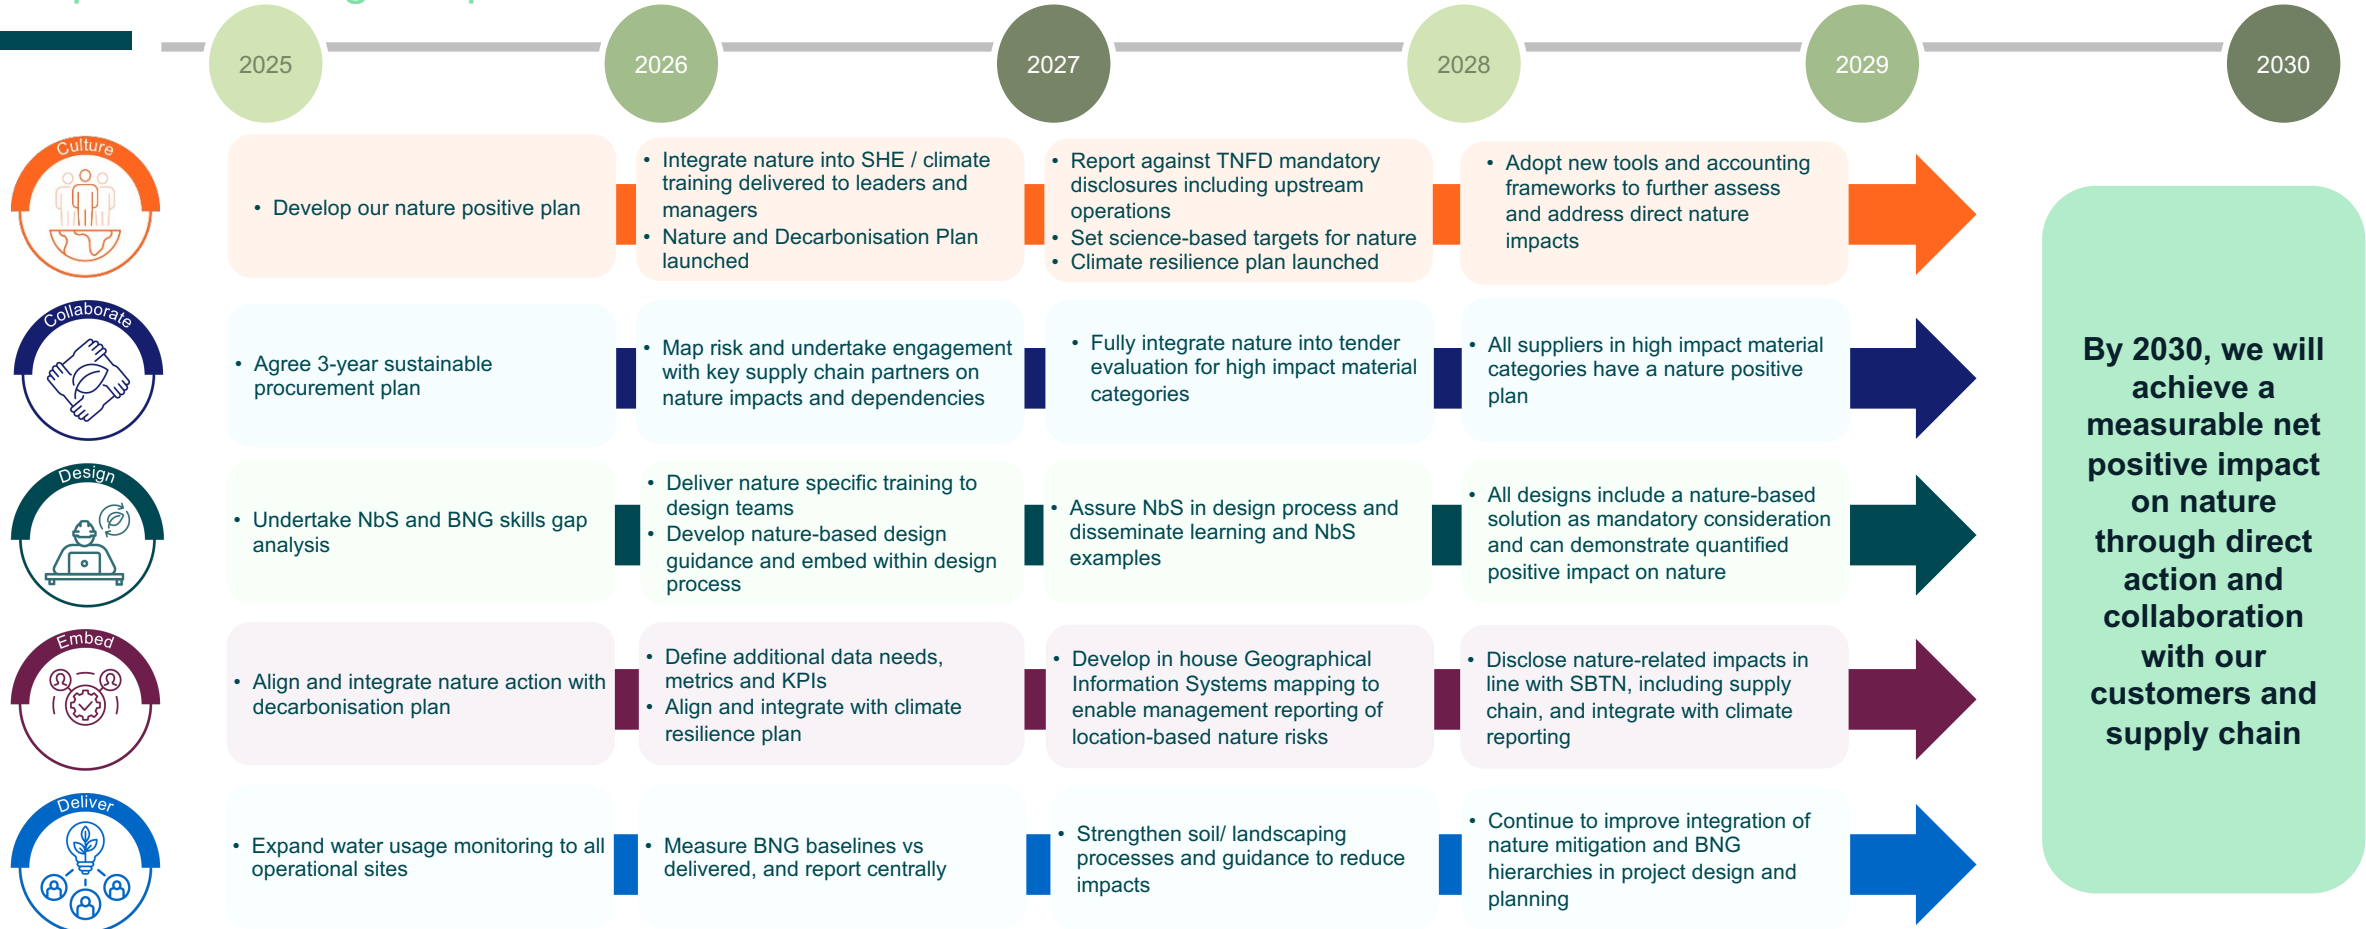 2025
2026
2027
2028
2029
2030
Culture
• Develop our nature positive plan
• Integrate nature into SHE / climate
training delivered to leaders and
managers
• Nature and Decarbonisation Plan
launched
• Report against TNFD mandatory
disclosures including upstream
operations
• Set science-based targets for nature
• Climate resilience plan launched
• Adopt new tools and accounting
frameworks to further assess
and address direct nature
impacts
Collaborate
• Agree 3-year sustainable
procurement plan
• Map risk and undertake engagement
with key supply chain partners on
nature impacts and dependencies
• Fully integrate nature into tender
evaluation for high impact material
categories
• All suppliers in high impact material
categories have a nature positive
plan
Design
• Undertake NbS and BNG skills gap
analysis
• Deliver nature specific training to
design teams
• Develop nature-based design
guidance and embed within design
process
• Assure NbS in design process and
disseminate learning and NbS
examples
• All designs include a nature-based
solution as mandatory consideration
and can demonstrate quantified
positive impact on nature
Embed
• Align and integrate nature action with
decarbonisation plan
• Define additional data needs,
metrics and KPIs
• Align and integrate with climate
resilience plan
• Develop in house Geographical
Information Systems mapping to
enable management reporting of
location-based nature risks
• Disclose nature-related impacts in
line with SBTN, including supply
chain, and integrate with climate
reporting
Deliver
• Expand water usage monitoring to all
operational sites
• Measure BNG baselines vs
delivered, and report centrally
• Strengthen soil/ landscaping
processes and guidance to reduce
impacts
• Continue to improve integration of
nature mitigation and BNG
hierarchies in project design and
planning
By 2030, we will
achieve a
measurable net
positive impact
on nature
through direct
action and
collaboration
with our
customers and
supply chain